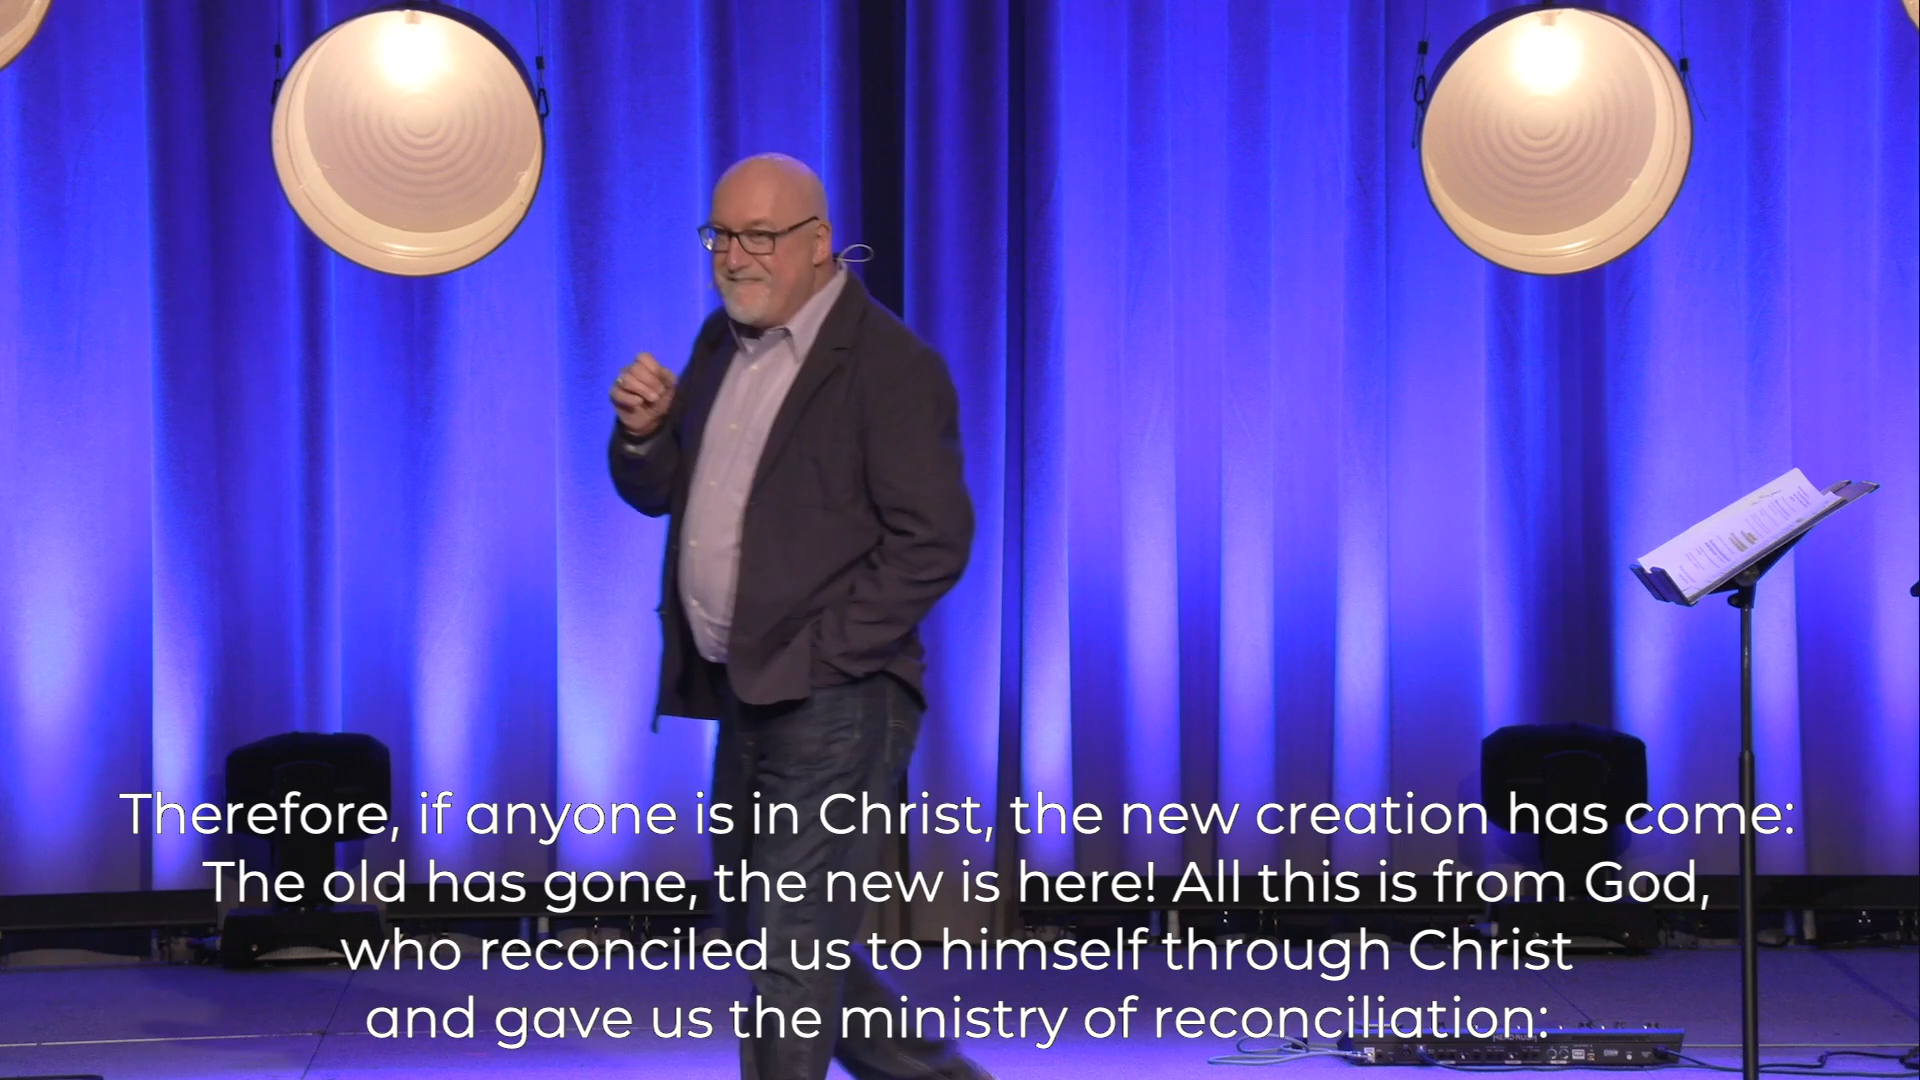 Therefore, if anyone is in Christ, the new creation has come:
The old has gone, the new is here! All this is from God,
who reconciled us to himself through Christ
and gave us the ministry of reconciliation:
HEADRUSH